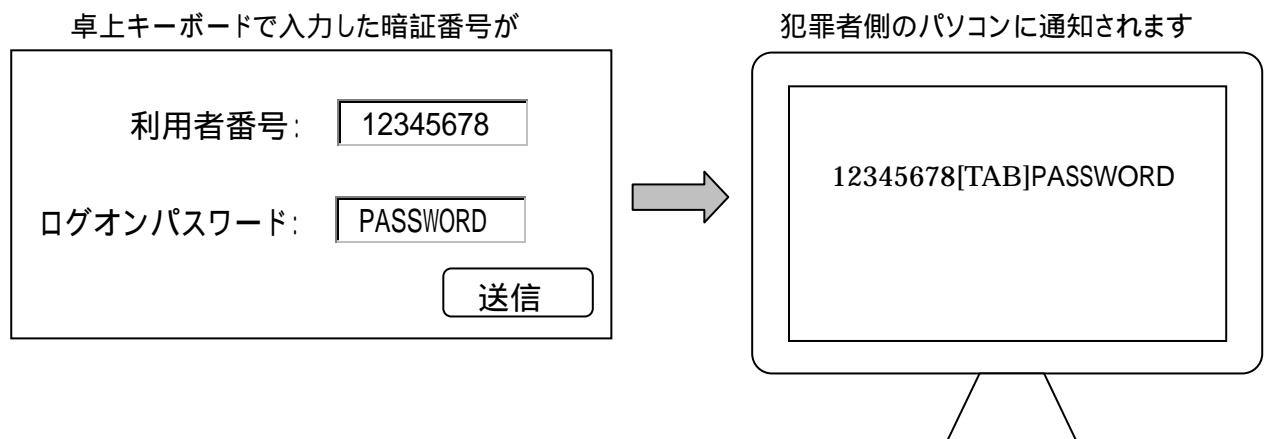 卓上キーボードで入力した暗証番号が
利用者番号: 12345678
ログオンパスワード: PASSWORD
送信
犯罪者側のパソコンに通知されます
12345678[TAB]PASSWORD